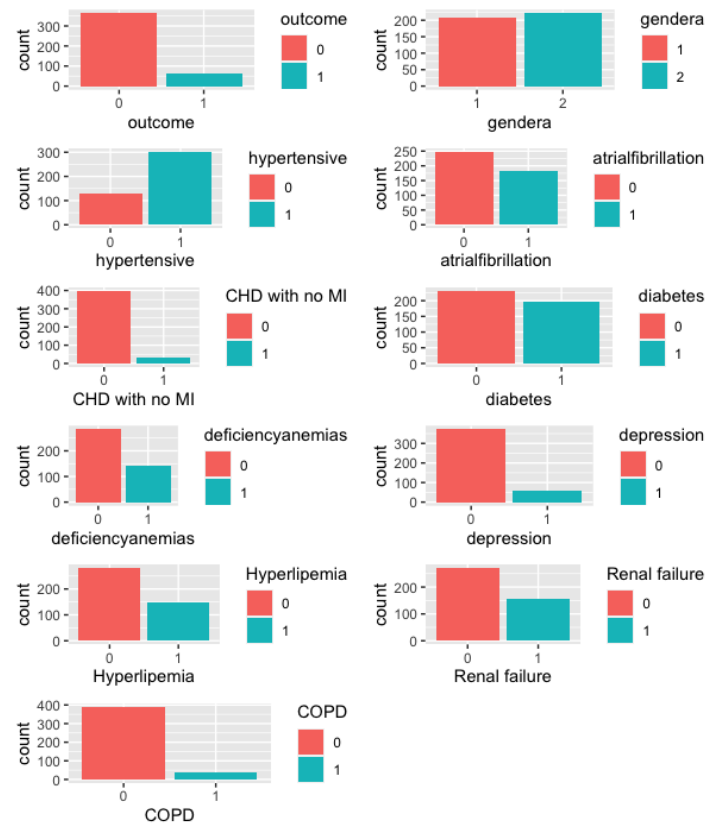 outcome
count
300
200
100
0
0
1
outcome
0
1
gendera
count
200
150
100
50
0
1
2
gendera
1
2
hypertensive
count
300
200
100
0
0
1
hypertensive
0
1
atrialfibrillation
count
250
200
150
100
50
0
0
1
atrialfibrillation
0
1
CHD with no MI
count
400
300
200
100
0
0
1
CHD with no MI
0
1
diabetes
count
200
150
100
50
0
0
1
diabetes
0
1
deficiencyanemias
count
200
100
0
0
1
deficiencyanemias
0
1
depression
count
300
200
100
0
0
1
depression
0
1
Hyperlipemia
count
200
100
0
0
1
Hyperlipemia
0
1
Renal failure
count
200
100
0
0
1
Renal failure
0
1
COPD
count
400
300
200
100
0
0
1
COPD
0
1